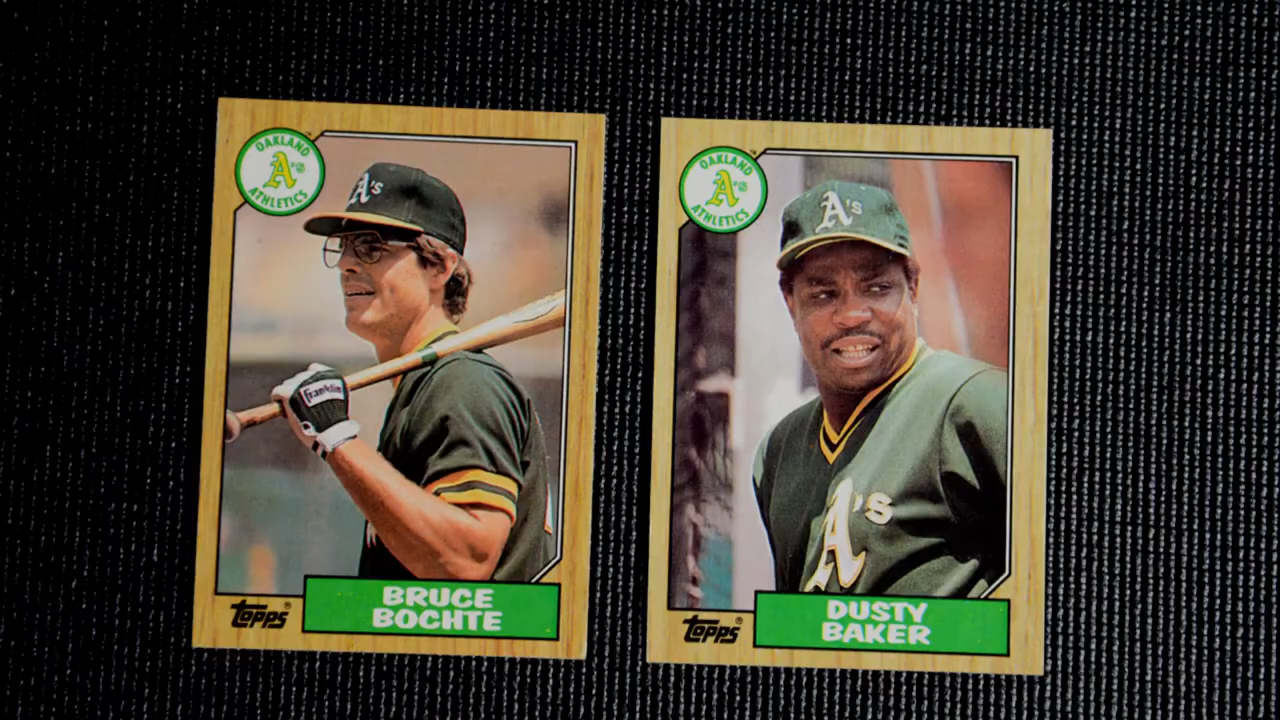 OAKLAND
A's
ATHLETICS
A's
Franklin
topps
BRUCE
BOCHTE
OAKLAND
A's
ATHLETICS
A's
A's
topps
DUSTY
BAKER